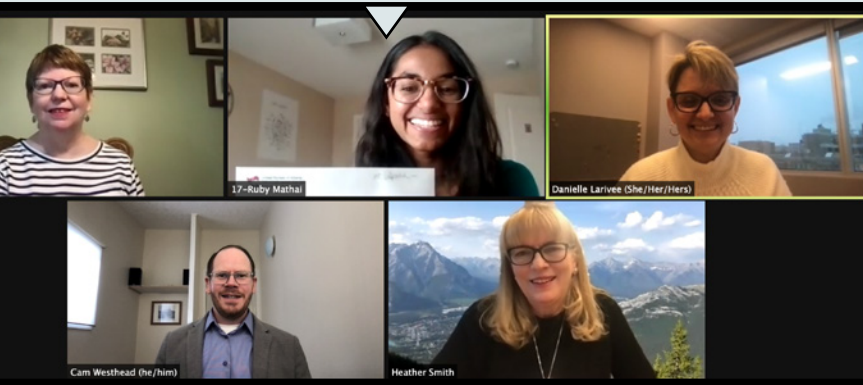 17-Ruby Mathai
Danielle Larivee (She/Her/Hers)
Cam Westhead (he/him)
Heather Smith